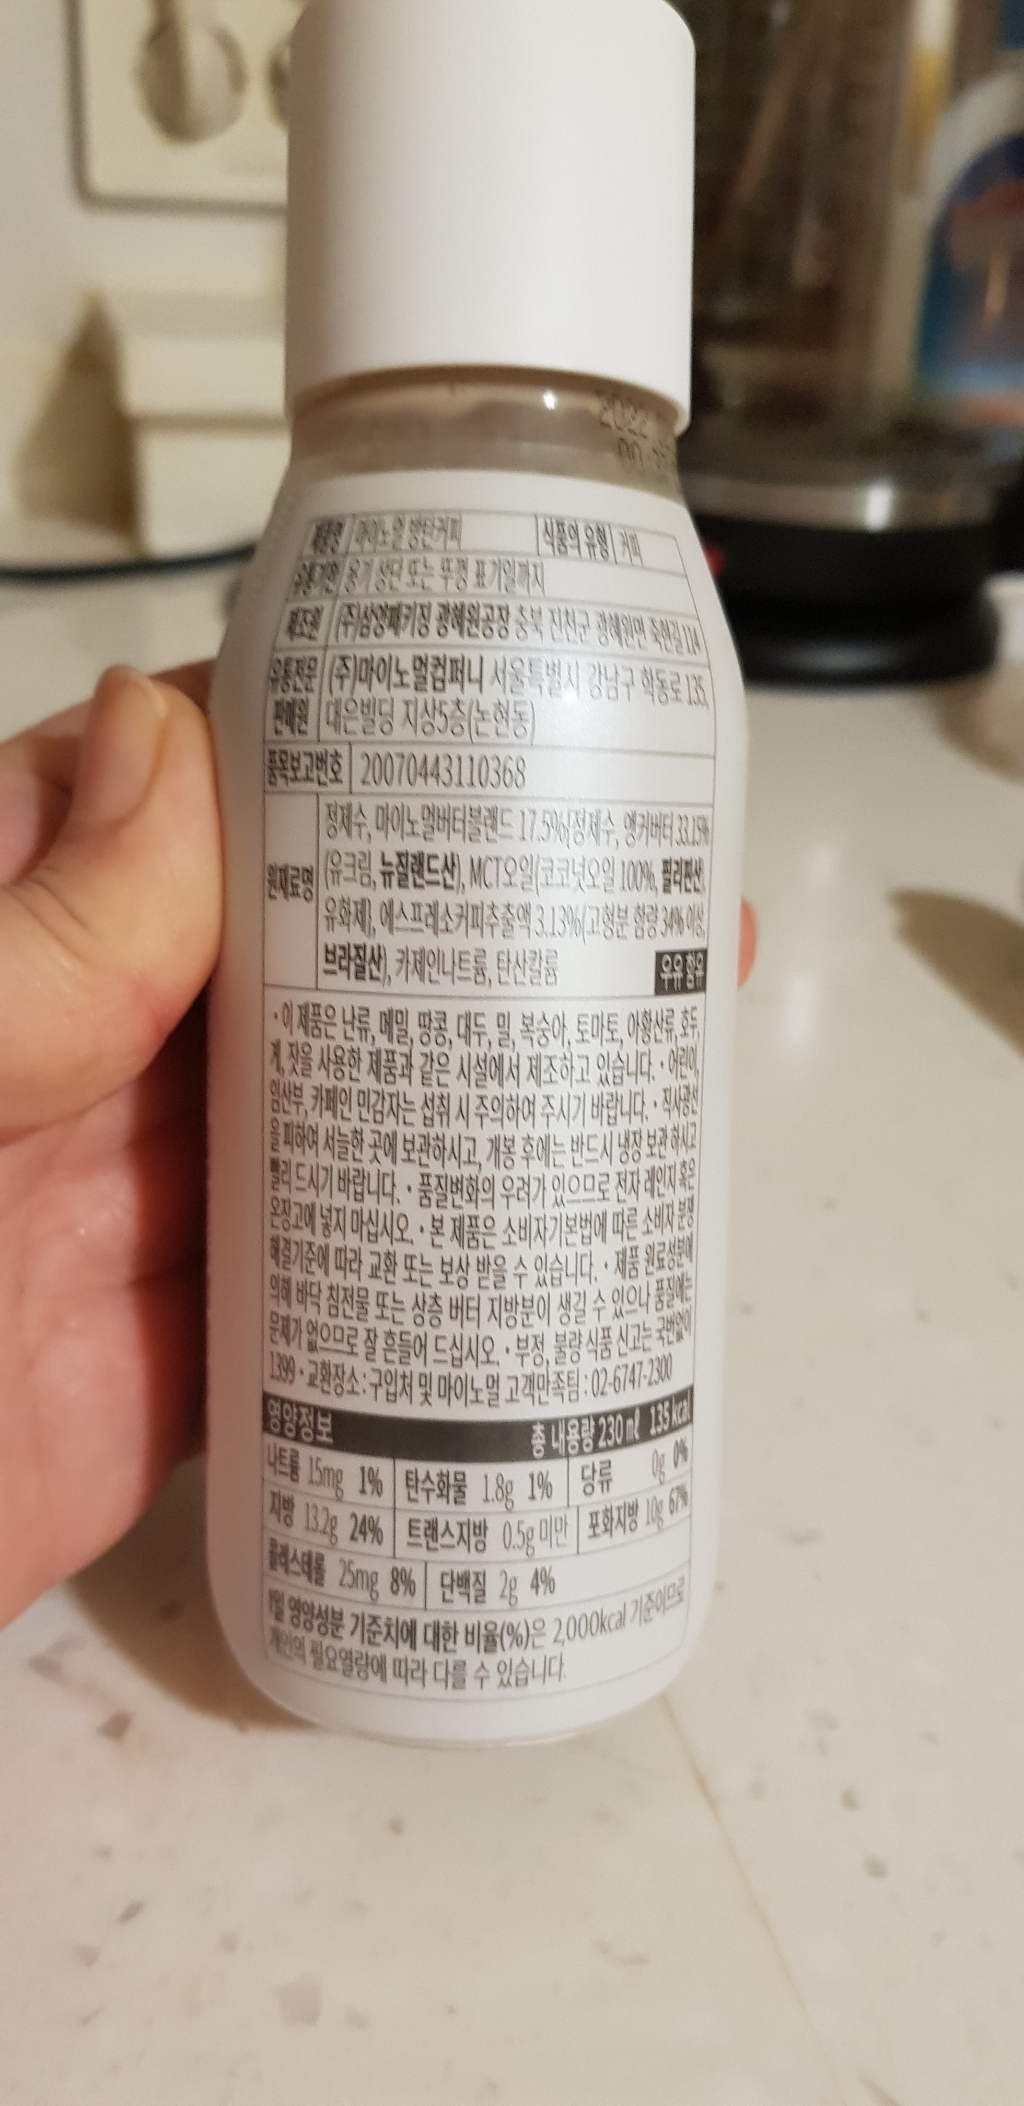 2022
제품명 마이노멀 방탄커피 식품의 유형 커피
유통기한 용기 상단 또는 뚜껑 표기일까지
제조원 (주)삼양패키징 광혜원공장 충북 진천군 광혜원면 죽현길 114
유통전문 (주)마이노멀컴퍼니 서울특별시 강남구 학동로 135,
판매원 대은빌딩 지상5층(논현동)
품목보고번호 20070443110368
정제수, 마이노멀버터블랜드 17.5%{정제수, 앵커버터 33.15%
원재료명 (유크림, 뉴질랜드산), MCT오일(코코넛오일 100%, 필리핀산),
유화제}, 에스프레소커피추출액 3.13%(고형분 함량 34% 이상,
브라질산), 카제인나트륨, 탄산칼륨 우유 함유
• 이 제품은 난류, 메밀, 땅콩, 대두, 밀, 복숭아, 토마토, 아황산류, 호두,
게, 잣을 사용한 제품과 같은 시설에서 제조하고 있습니다. • 어린이,
임산부, 카페인 민감자는 섭취 시 주의하여 주시기 바랍니다. • 직사광선
을 피하여 서늘한 곳에 보관하시고, 개봉 후에는 반드시 냉장 보관 하시고
빨리 드시기 바랍니다. • 품질변화의 우려가 있으므로 전자 레인지 혹은
온장고에 넣지 마십시오. • 본 제품은 소비자기본법에 따른 소비자 분쟁
해결기준에 따라 교환 또는 보상 받을 수 있습니다. • 제품 원료성분에
의해 바닥 침전물 또는 상층 버터 지방분이 생길 수 있으나 품질에는
문제가 없으므로 잘 흔들어 드십시오. • 부정, 불량 식품 신고는 국번없이
1399 • 교환장소 : 구입처 및 마이노멀 고객만족팀 : 02-6747-2300
영양정보 총 내용량 230 ㎖ 135 kcal
나트륨 15mg 1% 탄수화물 1.8g 1% 당류 0g 0%
지방 13.2g 24% 트랜스지방 0.5g 미만 포화지방 10g 67%
콜레스테롤 25mg 8% 단백질 2g 4%
1일 영양성분 기준치에 대한 비율(%)은 2,000kcal 기준이므로
개인의 필요열량에 따라 다를 수 있습니다.